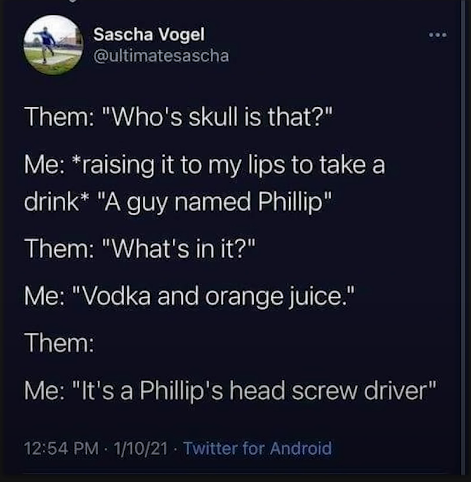 Sascha Vogel
@ultimatesascha
Them: "Who's skull is that?"
Me: *raising it to my lips to take a
drink* "A guy named Phillip"
Them: "What's in it?"
Me: "Vodka and orange juice."
Them:
Me: "It's a Phillip's head screw driver"
12:54 PM · 1/10/21 · Twitter for Android